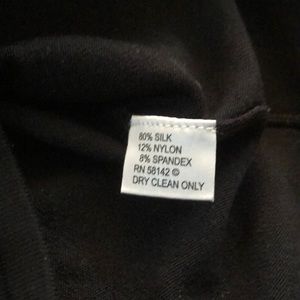 80% SILK
12% NYLON
8% SPANDEX
RN 58142 ©
DRY CLEAN ONLY